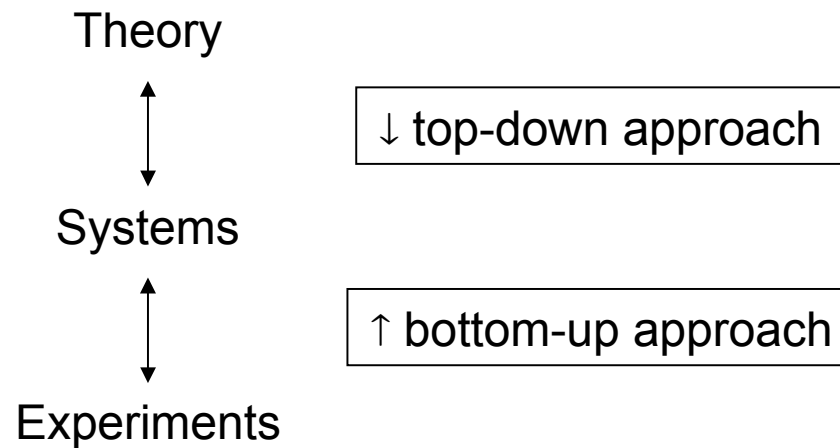 Theory
↓ top-down approach
Systems
↑ bottom-up approach
Experiments